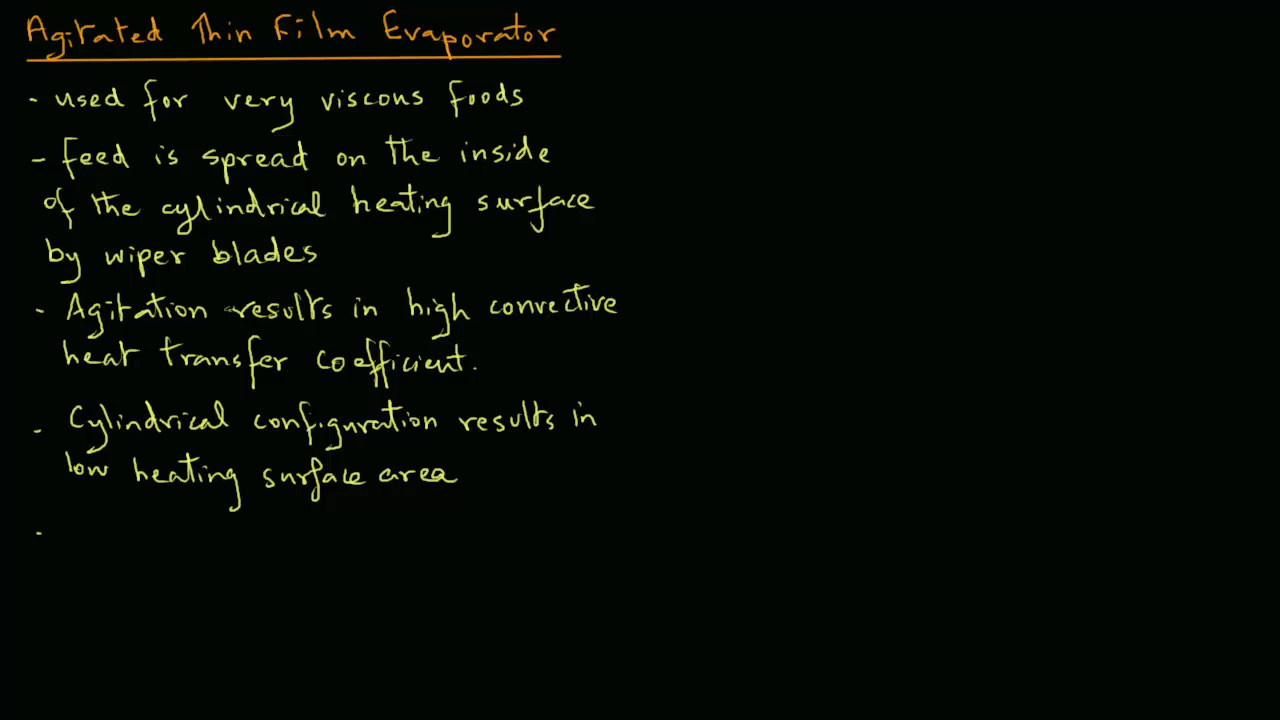 Agitated Thin Film Evaporator
- used for very viscous foods
- feed is spread on the inside
of the cylindrical heating surface
by wiper blades
- Agitation results in high convective
heat transfer coefficient.
- Cylindrical configuration results in
low heating surface area
-